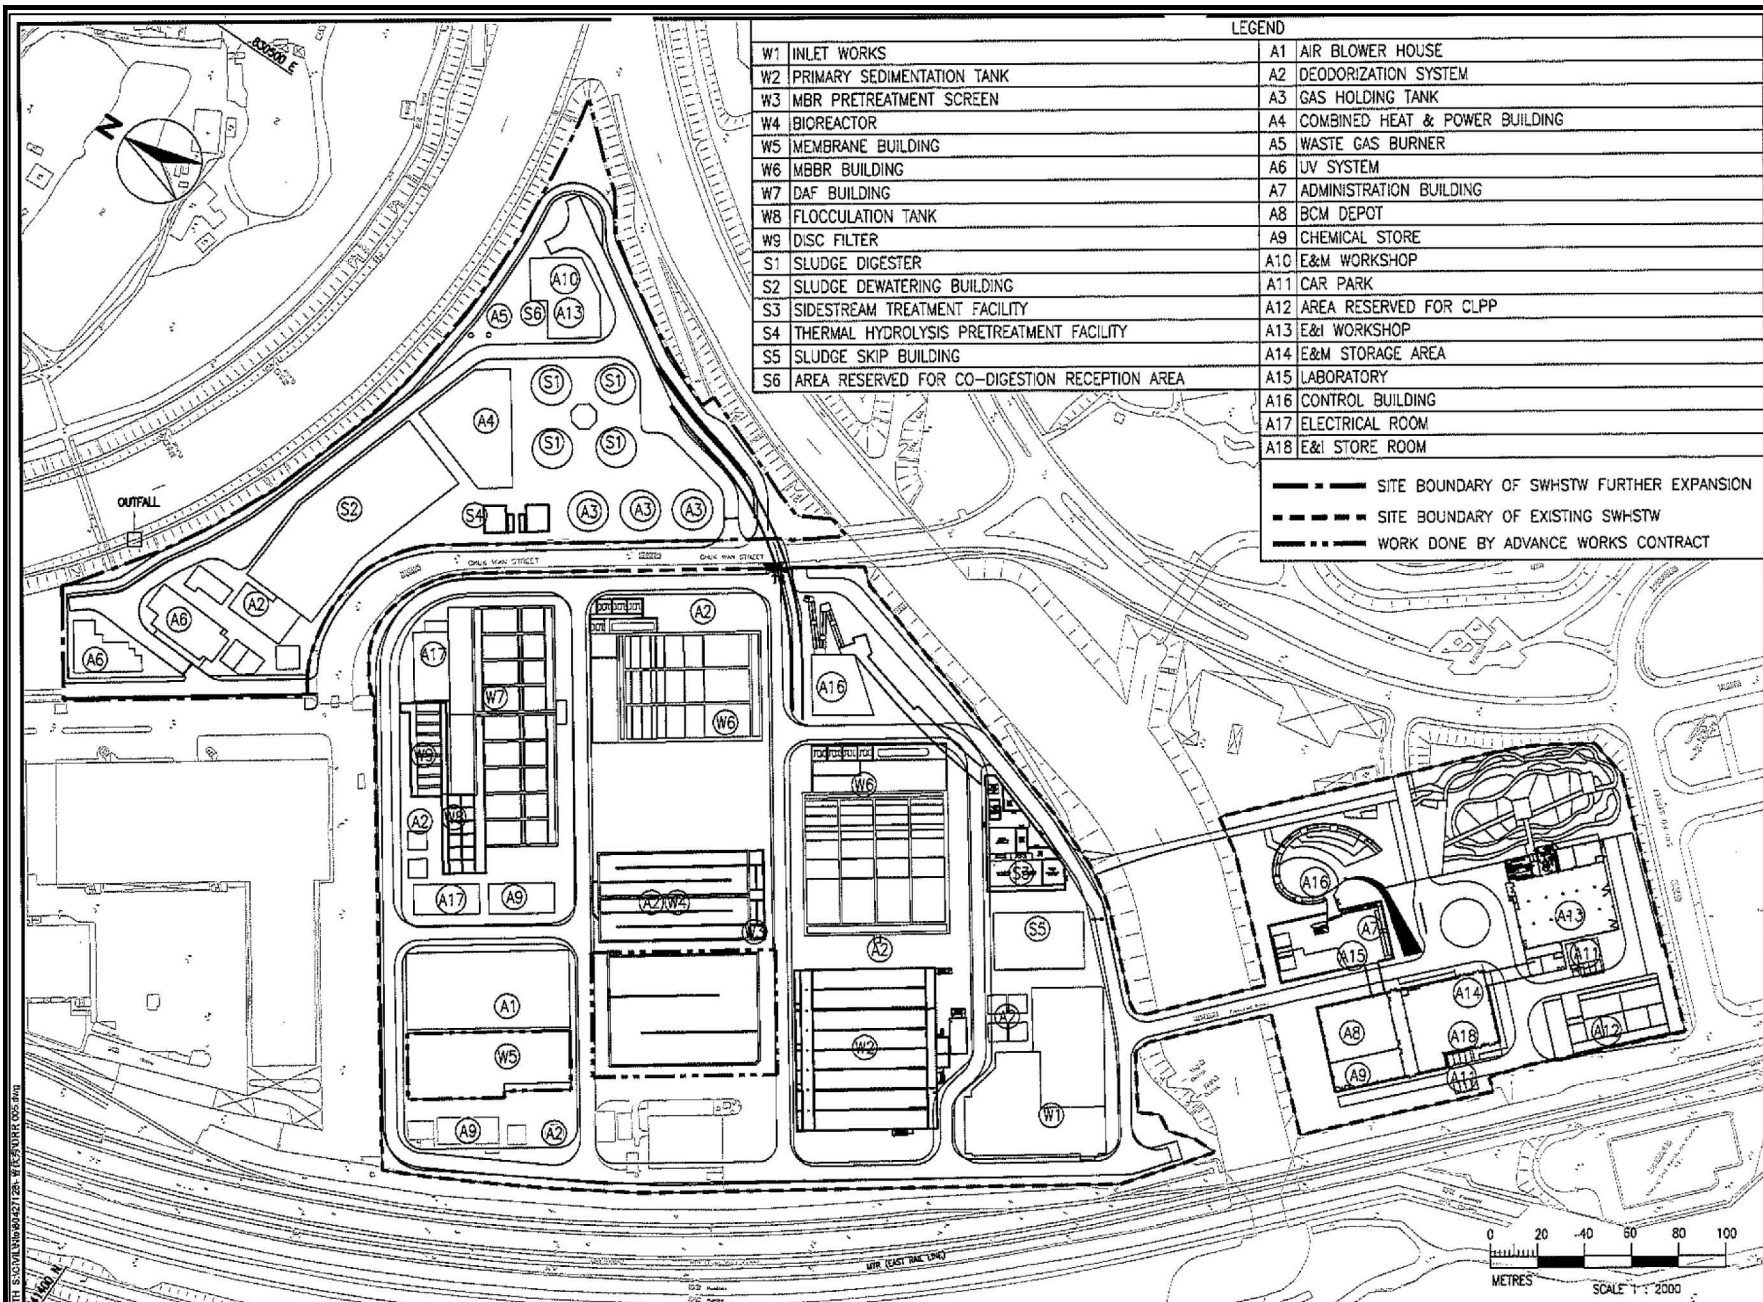 LEGEND
W1 INLET WORKS
W2 PRIMARY SEDIMENTATION TANK
W3 MBR PRETREATMENT SCREEN
W4 BIOREACTOR
W5 MEMBRANE BUILDING
W6 MBBR BUILDING
W7 DAF BUILDING
W8 FLOCCULATION TANK
W9 DISC FILTER
S1 SLUDGE DIGESTER
S2 SLUDGE DEWATERING BUILDING
S3 SIDESTREAM TREATMENT FACILITY
S4 THERMAL HYDROLYSIS PRETREATMENT FACILITY
S5 SLUDGE SKIP BUILDING
S6 AREA RESERVED FOR CO-DIGESTION RECEPTION AREA
A1 AIR BLOWER HOUSE
A2 DEODORIZATION SYSTEM
A3 GAS HOLDING TANK
A4 COMBINED HEAT & POWER BUILDING
A5 WASTE GAS BURNER
A6 UV SYSTEM
A7 ADMINISTRATION BUILDING
A8 BCM DEPOT
A9 CHEMICAL STORE
A10 E&M WORKSHOP
A11 CAR PARK
A12 AREA RESERVED FOR CLPP
A13 E&I WORKSHOP
A14 E&M STORAGE AREA
A15 LABORATORY
A16 CONTROL BUILDING
A17 ELECTRICAL ROOM
A18 E&I STORE ROOM
SITE BOUNDARY OF SWHSTW FURTHER EXPANSION
SITE BOUNDARY OF EXISTING SWHSTW
WORK DONE BY ADVANCE WORKS CONTRACT
830500 E
N
A10
A5 S6 A13
S1 S1
A4
S1 S1
OUTFALL
S2
S4 A3 A3 A3
CHUK WAN STREET
CHUK WAN STREET
A2
A6
A6
A2
A17
W7
W6
A16
W9
W6
A2 W8
S3
A16
A17 A9
A2 W4
W3
A2
S5
A7
A15
A13
A11
A1
A2
A14
W5
W2
A8
A18
A12
A9
A11
A9 A2
W1
MTR (EAST RAIL LINE)
0 20 40 60 80 100
METRES
SCALE 1 : 2000